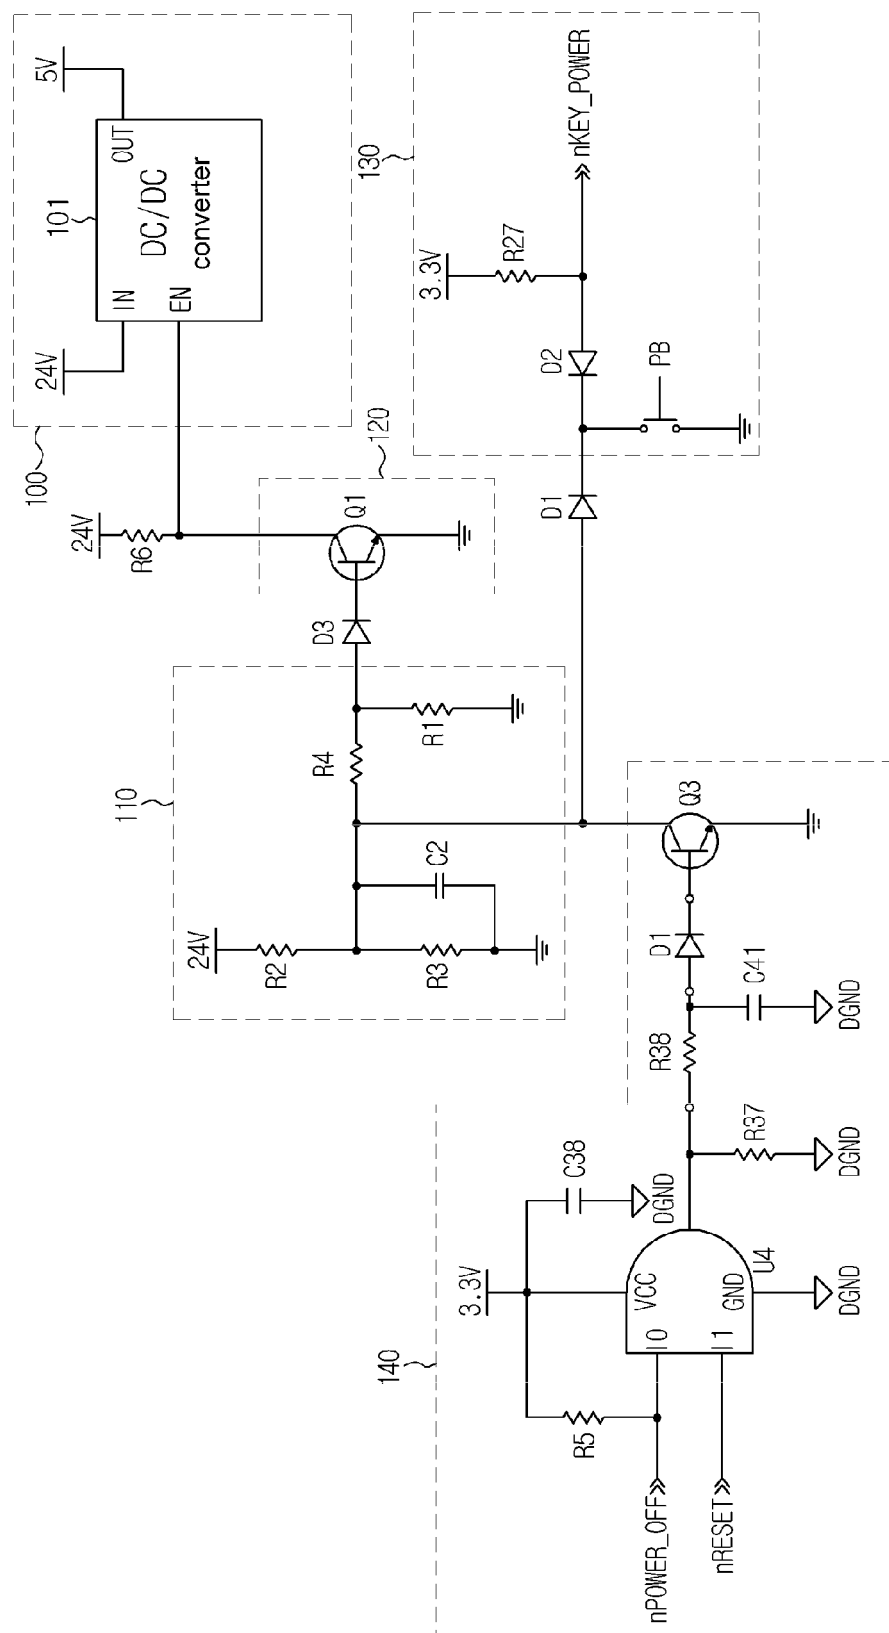 100
24V
5V
101
IN
OUT
EN
DC/DC
converter
24V
R6
120
Q1
D3
110
24V
R2
R3
C2
R4
R1
130
3.3V
R27
nKEY_POWER
D2
D1
PB
140
3.3V
C38
DGND
R5
nPOWER_OFF
nRESET
I0
I1
VCC
GND
U4
DGND
R37
DGND
R38
C41
DGND
D1
Q3